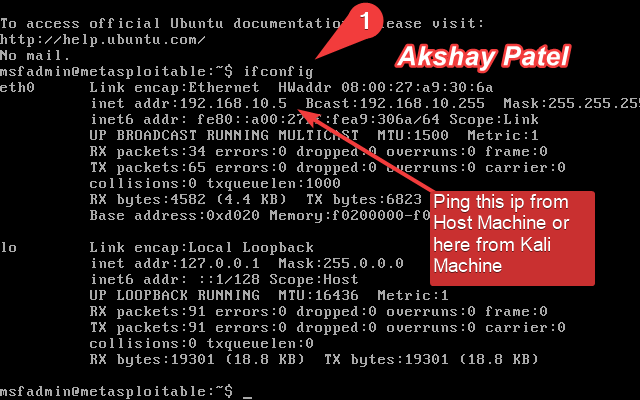 To access official Ubuntu documentation, please visit:
http://help.ubuntu.com/
No mail.
msfadmin@metasploitable:~$ ifconfig
eth0 Link encap:Ethernet HWaddr 08:00:27:a9:30:6a
inet addr:192.168.10.5 Bcast:192.168.10.255 Mask:255.255.255
inet6 addr: fe80::a00:27ff:fea9:306a/64 Scope:Link
UP BROADCAST RUNNING MULTICAST MTU:1500 Metric:1
RX packets:34 errors:0 dropped:0 overruns:0 frame:0
TX packets:65 errors:0 dropped:0 overruns:0 carrier:0
collisions:0 txqueuelen:1000
RX bytes:4582 (4.4 KB) TX bytes:6823
Base address:0xd020 Memory:f0200000-f0
lo Link encap:Local Loopback
inet addr:127.0.0.1 Mask:255.0.0.0
inet6 addr: ::1/128 Scope:Host
UP LOOPBACK RUNNING MTU:16436 Metric:1
RX packets:91 errors:0 dropped:0 overruns:0 frame:0
TX packets:91 errors:0 dropped:0 overruns:0 carrier:0
collisions:0 txqueuelen:0
RX bytes:19301 (18.8 KB) TX bytes:19301 (18.8 KB)
msfadmin@metasploitable:~$ _
1
Akshay Patel
Ping this ip from
Host Machine or
here from Kali
Machine